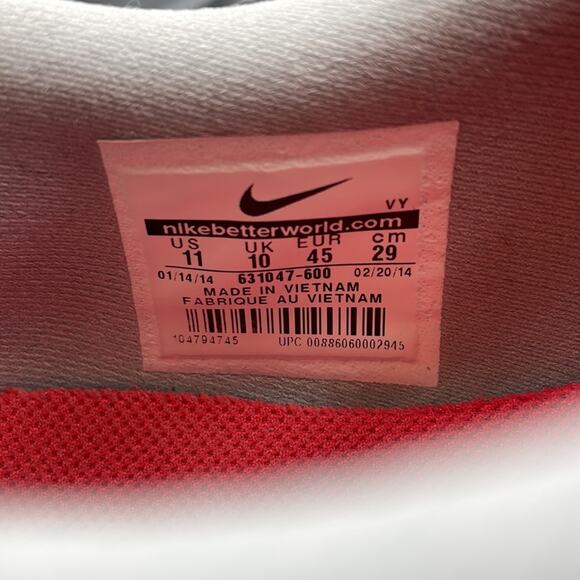 VY
nikebetterworld.com
US UK EUR cm
11 10 45 29
01/14/14 631047-600 02/20/14
MADE IN VIETNAM
FABRIQUE AU VIETNAM
104794745 UPC 00886060002945